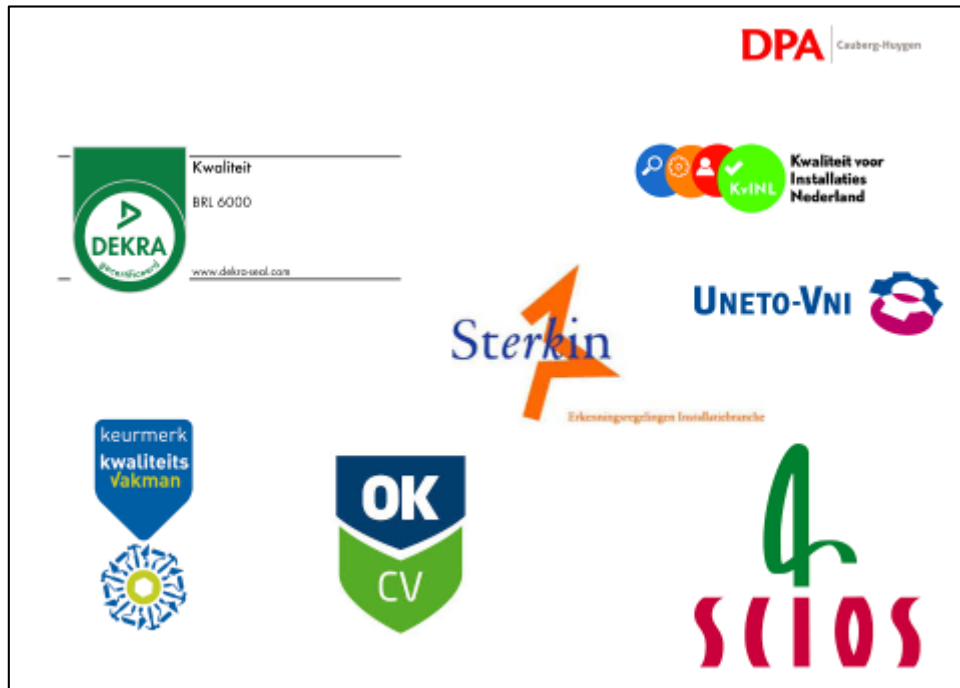 DPA Cauberg-Huygen
Kwaliteit
BRL 6000
DEKRA
gecertificeerd
www.dekra-seal.com
KvINL
Kwaliteit voor
Installaties
Nederland
UNETO-VNI
Sterkin
Erkenningsregelingen Installatiebranche
keurmerk
kwaliteits
vakman
OK
CV
SCIOS